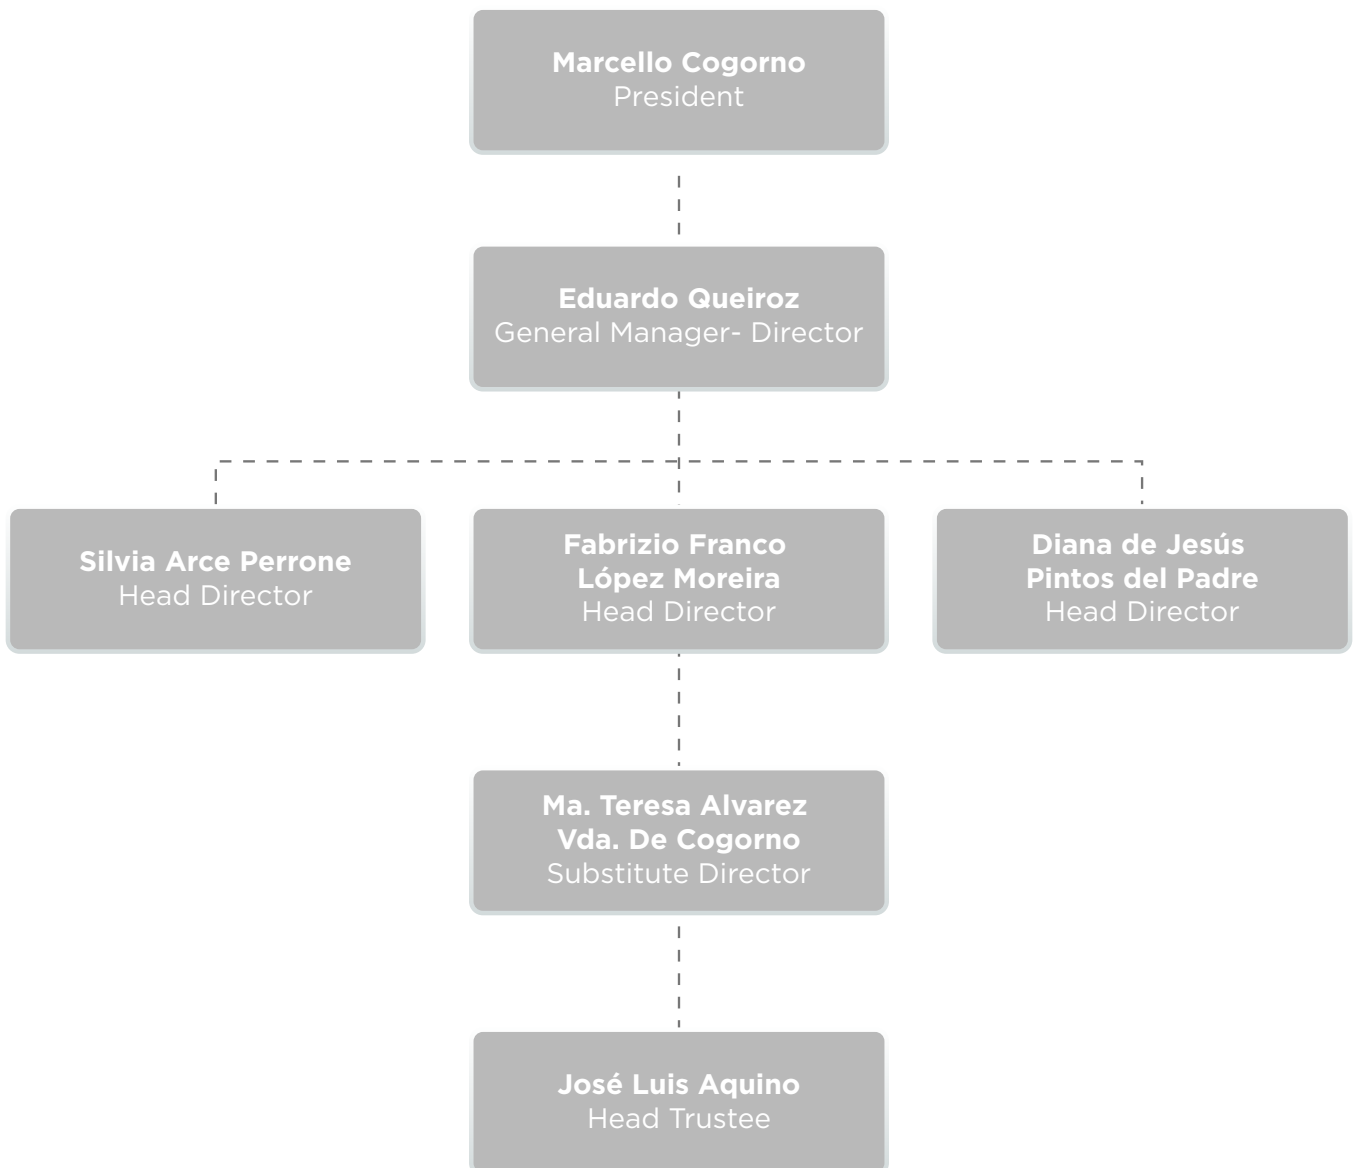 Marcello Cogorno
President
Eduardo Queiroz
General Manager- Director
Silvia Arce Perrone
Head Director
Fabrizio Franco
López Moreira
Head Director
Diana de Jesús
Pintos del Padre
Head Director
Ma. Teresa Alvarez
Vda. De Cogorno
Substitute Director
José Luis Aquino
Head Trustee